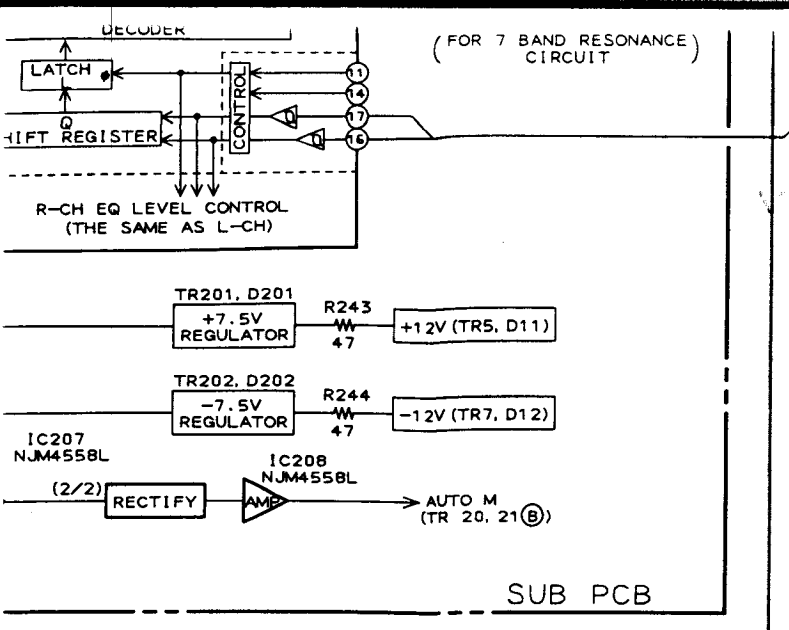 DECODER
(FOR 7 BAND RESONANCE)
CIRCUIT
LATCH ø
CONTROL
11
14
17
16
Q
HIFT REGISTER
R-CH EQ LEVEL CONTROL
(THE SAME AS L-CH)
TR201, D201
+7.5V
REGULATOR
R243
47
+12V (TR5, D11)
TR202, D202
-7.5V
REGULATOR
R244
47
-12V (TR7, D12)
IC207
NJM4558L
(2/2)
RECTIFY
IC208
NJM4558L
AMP
AUTO M
(TR 20, 21 B)
SUB PCB